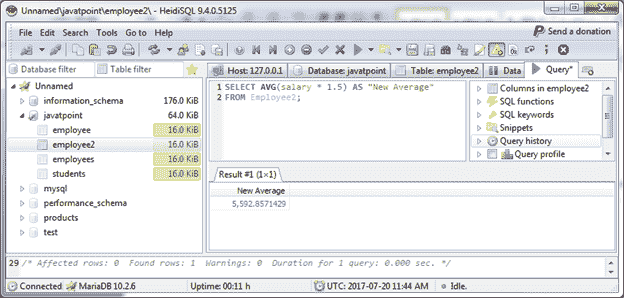 Unnamed\javatpoint\employee2\ - HeidiSQL 9.4.0.5125
File Edit Search Tools Go to Help
Send a donation
Database filter
Table filter
Host: 127.0.0.1
Database: javatpoint
Table: employee2
Data
Query*
Unnamed
information_schema 176.0 KiB
javatpoint 64.0 KiB
employee 16.0 KiB
employee2 16.0 KiB
employees 16.0 KiB
students 16.0 KiB
mysql
performance_schema
products
test
1 SELECT AVG(salary * 1.5) AS "New Average"
2 FROM Employee2;
Columns in employee2
SQL functions
SQL keywords
Snippets
Query history
Query profile
Result #1 (1×1)
New Average
5,592.8571429
29 /* Affected rows: 0 Found rows: 1 Warnings: 0 Duration for 1 query: 0.000 sec. */
Connected
MariaDB 10.2.6
Uptime: 00:11 h
UTC: 2017-07-20 11:44 AM
Idle.